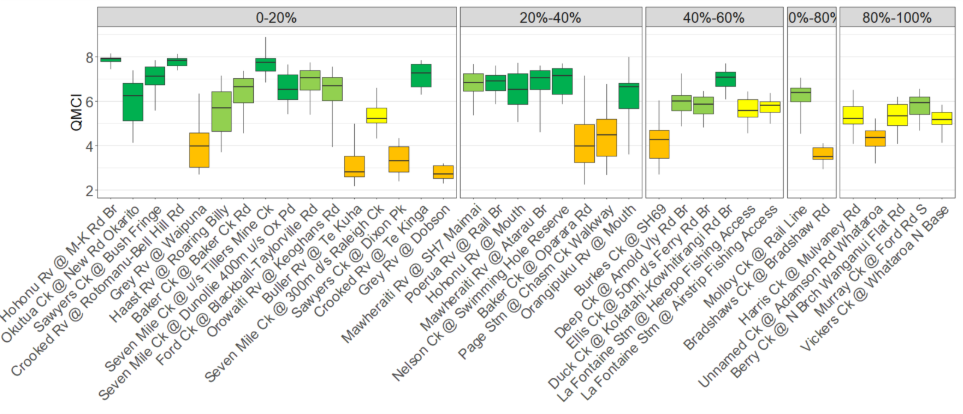 0-20%
20%-40%
40%-60%
0%-80%
80%-100%
QMCI
8
6
4
2
Hohonu Rv @ M-K Rd Br
Okutua Ck @ New Rd Okarito
Sawyers Ck @ Bush Fringe
Crooked Rv @ Rotomanu-Bell Hill Rd
Grey Rv @ Waipuna
Haast Rv @ Roaring Billy
Baker Ck @ Baker Ck Rd
Seven Mile Ck @ u/s Tillers Mine Ck
Seven Mile Ck @ Dunollie 400m u/s Ox Pd
Ford Ck @ Blackball-Taylorville Rd
Orowaiti Rv @ Keoghans Rd
Buller Rv @ Te Kuha
Seven Mile Ck @ 300m d/s Raleigh Ck
Sawyers Ck @ Dixon Pk
Crooked Rv @ Te Kinga
Grey Rv @ Dobson
Mawheraiti Rv @ SH7 Maimai
Poerua Rv @ Rail Br
Hohonu Rv @ Mouth
Mawheraiti Rv @ Atarau Br
Nelson Ck @ Swimming Hole Reserve
Baker Ck @ Oparara Rd
Page Stm @ Chasm Ck Walkway
Orangipuku Rv @ Mouth
Burkes Ck @ SH69
Deep Ck @ Arnold Vly Rd Br
Ellis Ck @ 50m d/s Ferry Rd Br
Duck Ck @ Kokatahi-Kowhitirangi Rd Br
La Fontaine Stm @ Herepo Fishing Access
La Fontaine Stm @ Airstrip Fishing Access
Molloy Ck @ Rail Line
Bradshaws Ck @ Bradshaw Rd
Harris Ck @ Mulvaney Rd
Unnamed Ck @ Adamson Rd Whataroa
Berry Ck @ N Brch Wanganui Flat Rd
Murray Ck @ Ford Rd S
Vickers Ck @ Whataroa N Base